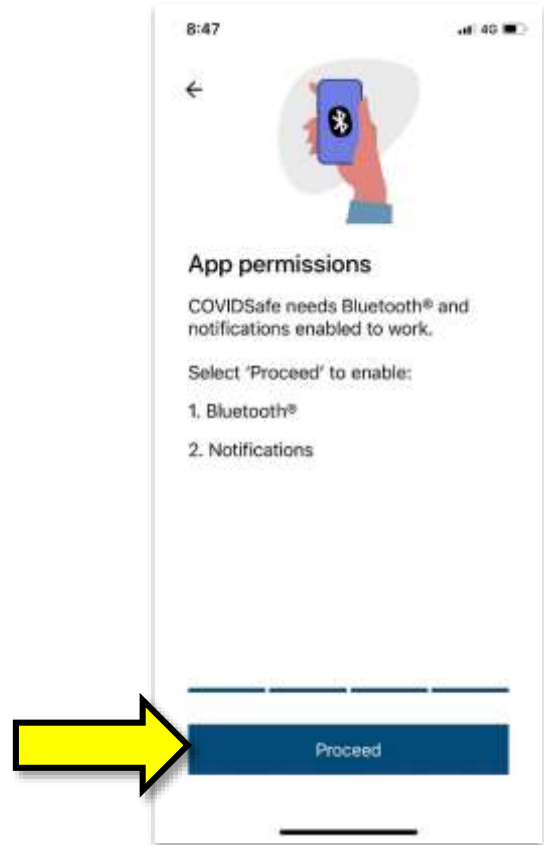 8:47
4G
App permissions
COVIDSafe needs Bluetooth® and
notifications enabled to work.
Select 'Proceed' to enable:
1. Bluetooth®
2. Notifications
Proceed